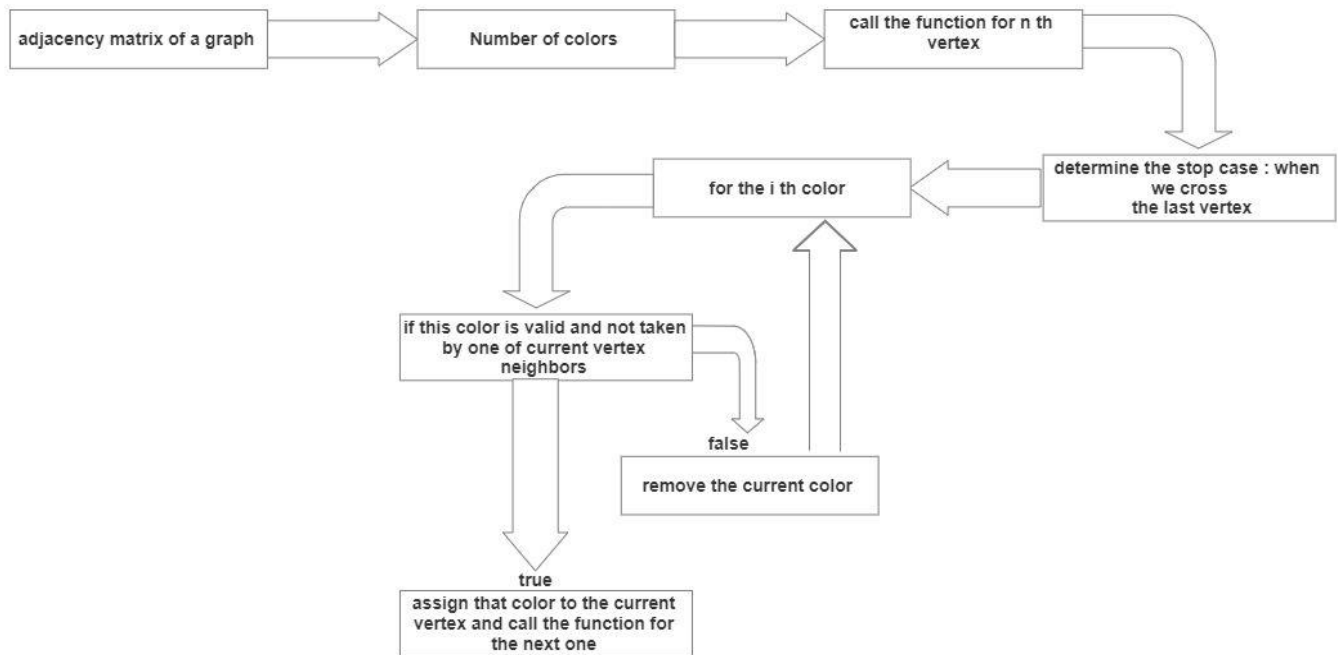 adjacency matrix of a graph
Number of colors
call the function for n th
vertex
determine the stop case : when
we cross
the last vertex
for the i th color
if this color is valid and not taken
by one of current vertex
neighbors
false
remove the current color
true
assign that color to the current
vertex and call the function for
the next one